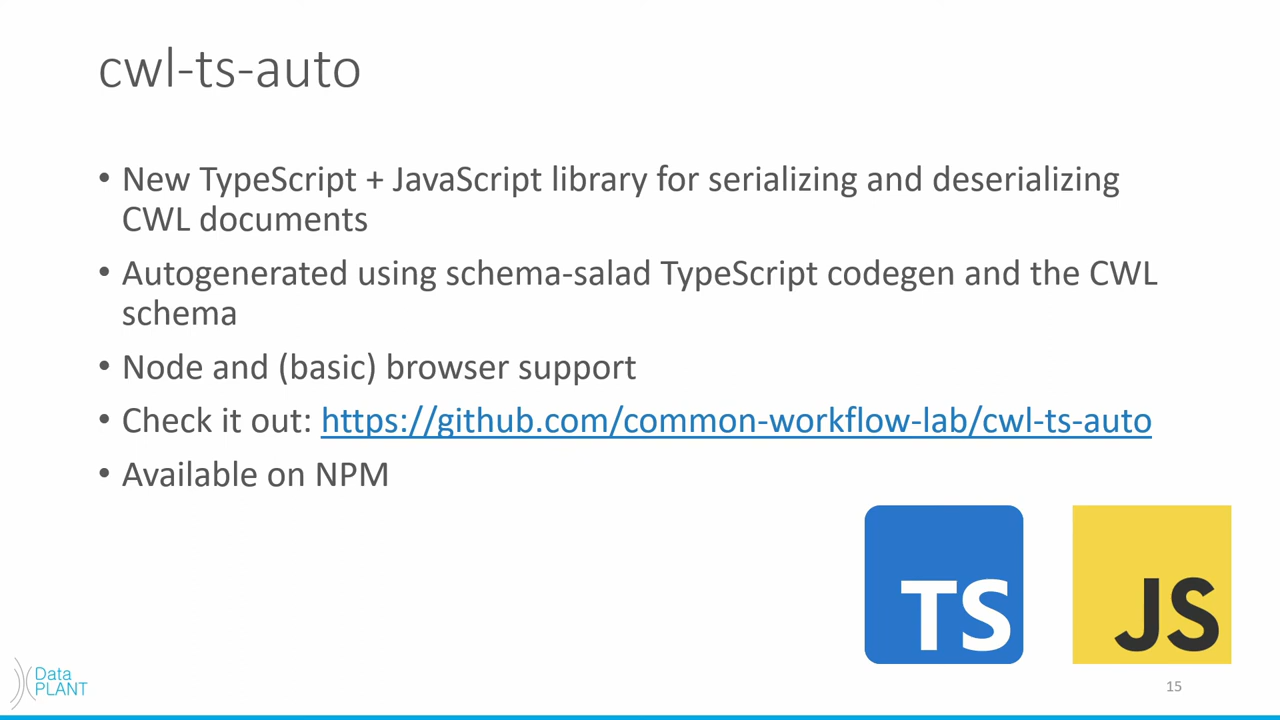 cwl-ts-auto
• New TypeScript + JavaScript library for serializing and deserializing
CWL documents
• Autogenerated using schema-salad TypeScript codegen and the CWL
schema
• Node and (basic) browser support
• Check it out: https://github.com/common-workflow-lab/cwl-ts-auto
• Available on NPM
TS
JS
Data
PLANT
15